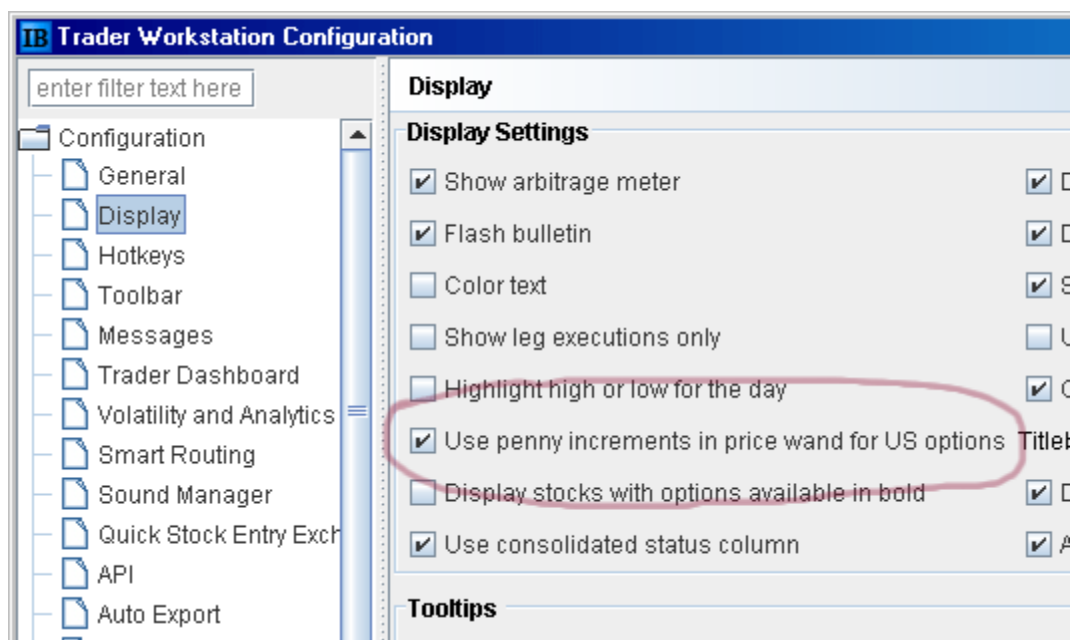 IB Trader Workstation Configuration
enter filter text here
Configuration
General
Display
Hotkeys
Toolbar
Messages
Trader Dashboard
Volatility and Analytics
Smart Routing
Sound Manager
Quick Stock Entry Exch
API
Auto Export
Display
Display Settings
Show arbitrage meter
Flash bulletin
Color text
Show leg executions only
Highlight high or low for the day
Use penny increments in price wand for US options
Display stocks with options available in bold
Use consolidated status column
Tooltips